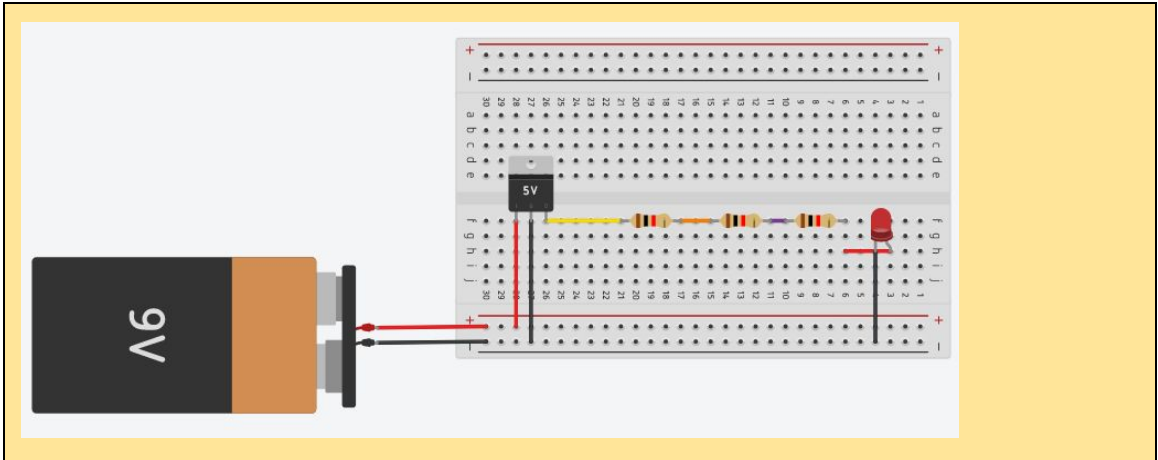 + +
- -
30 29 28 27 26 25 24 23 22 21 20 19 18 17 16 15 14 13 12 11 10 9 8 7 6 5 4 3 2 1
a a
b b
c c
d d
e e
5V
f f
g g
h h
i i
j j
30 29 28 27 26 25 24 23 22 21 20 19 18 17 16 15 14 13 12 11 10 9 8 7 6 5 4 3 2 1
+ +
- -
9V